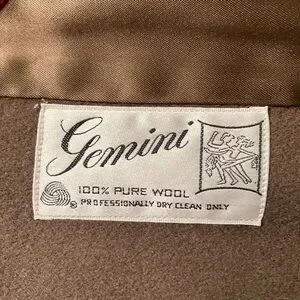 Gemini
100% PURE WOOL
®
PROFESSIONALLY DRY CLEAN ONLY